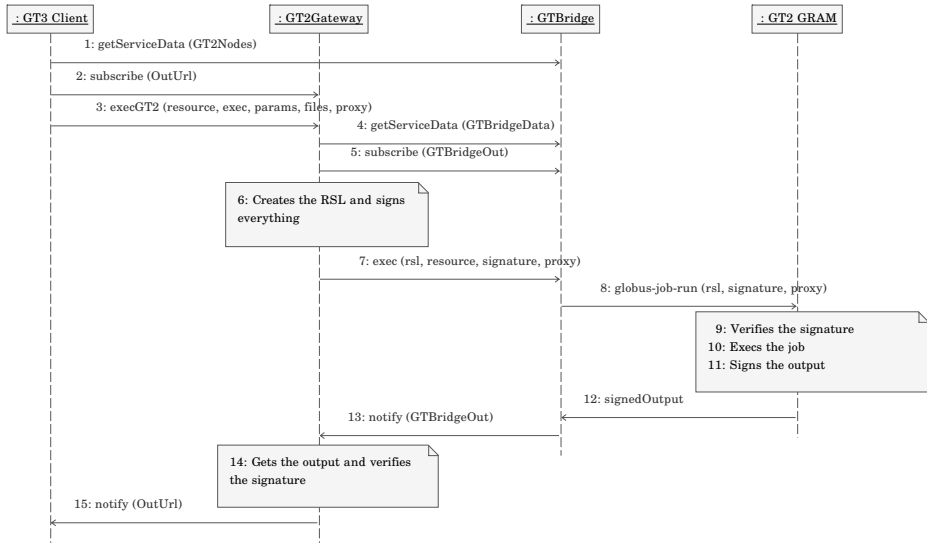 : GT3 Client
: GT2Gateway
: GTBridge
: GT2 GRAM
1: getServiceData (GT2Nodes)
2: subscribe (OutUrl)
3: execGT2 (resource, exec, params, files, proxy)
4: getServiceData (GTBridgeData)
5: subscribe (GTBridgeOut)
6: Creates the RSL and signs
everything
7: exec (rsl, resource, signature, proxy)
8: globus-job-run (rsl, signature, proxy)
9: Verifies the signature
10: Execs the job
11: Signs the output
12: signedOutput
13: notify (GTBridgeOut)
14: Gets the output and verifies
the signature
15: notify (OutUrl)